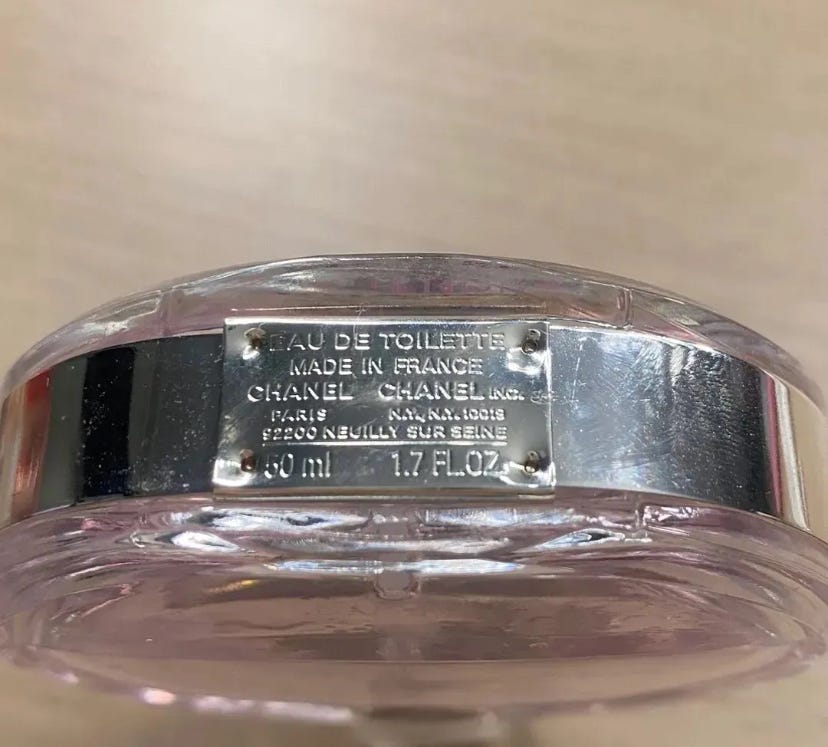 EAU DE TOILETTE
MADE IN FRANCE
CHANEL CHANEL INC.
PARIS N.Y., N.Y. 10019
92200 NEUILLY SUR SEINE
50 ml 1.7 FL.OZ.